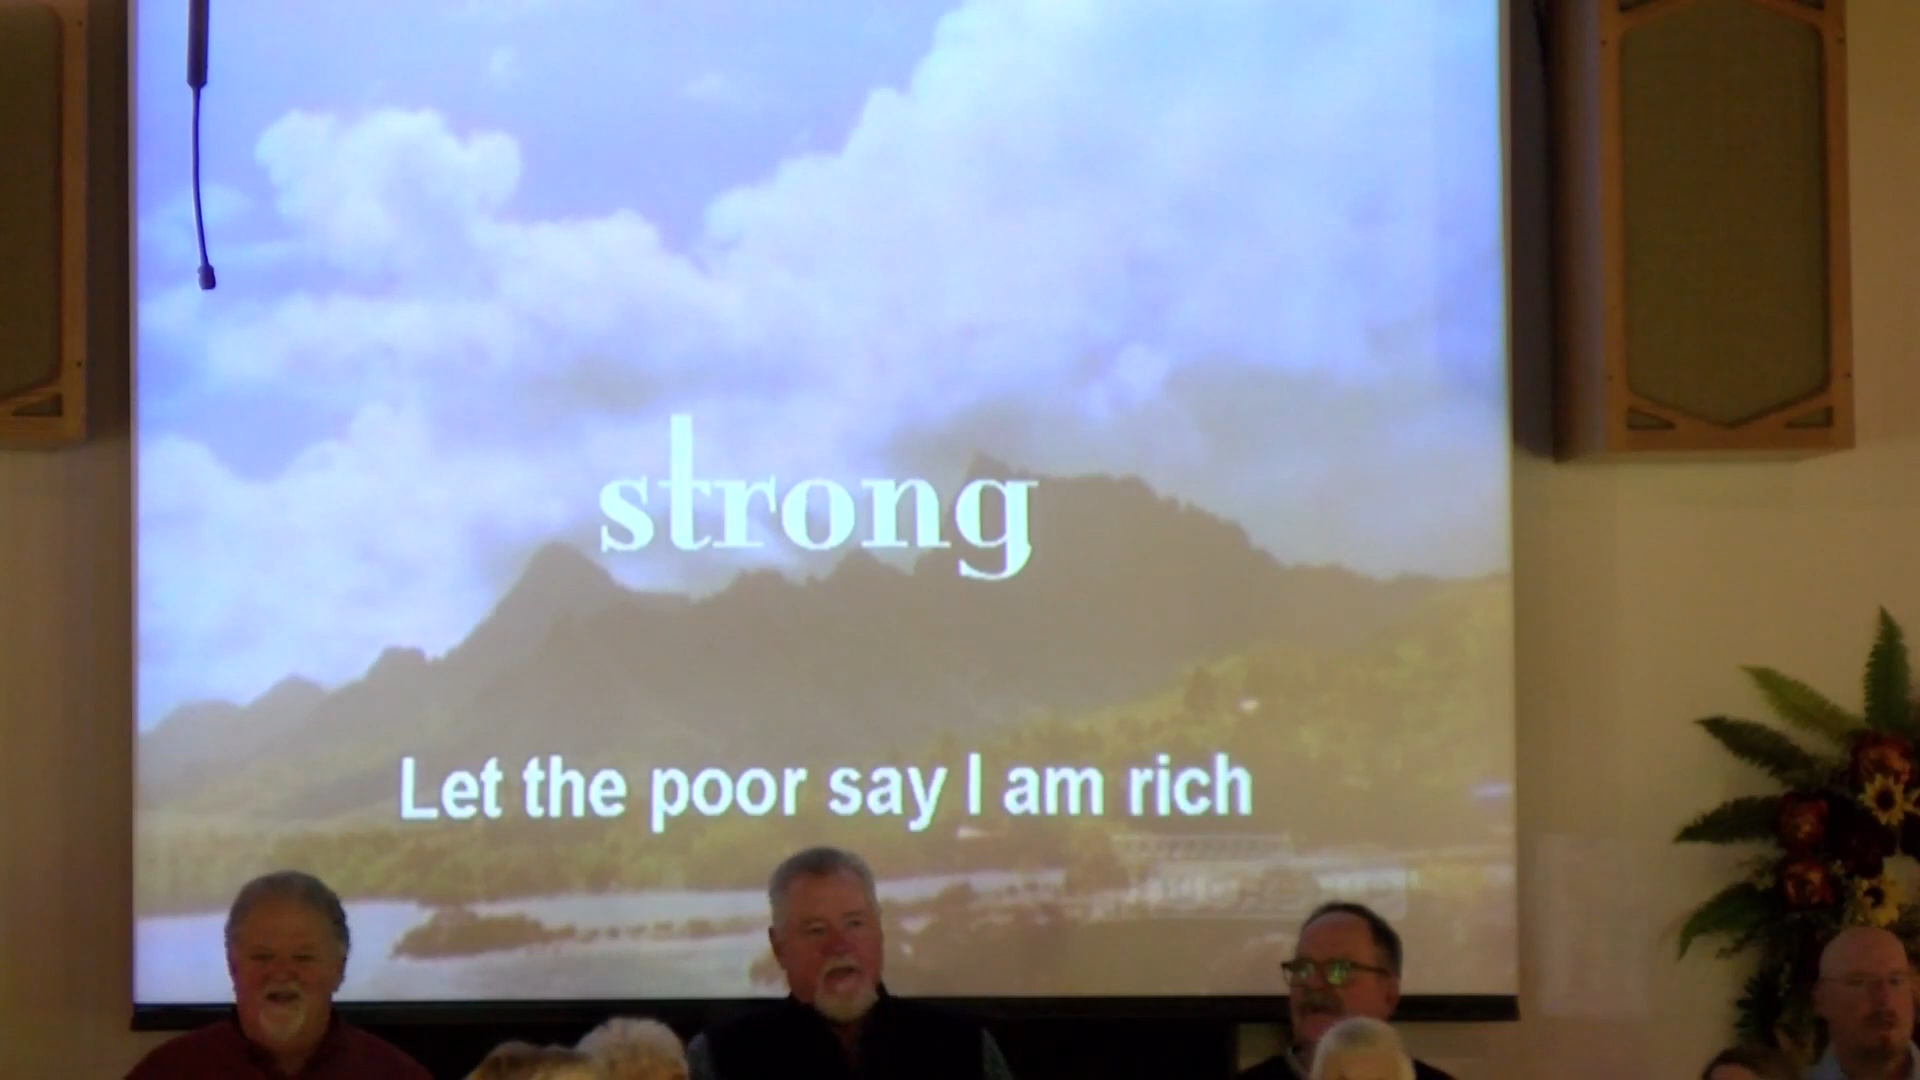 strong
Let the poor say I am rich